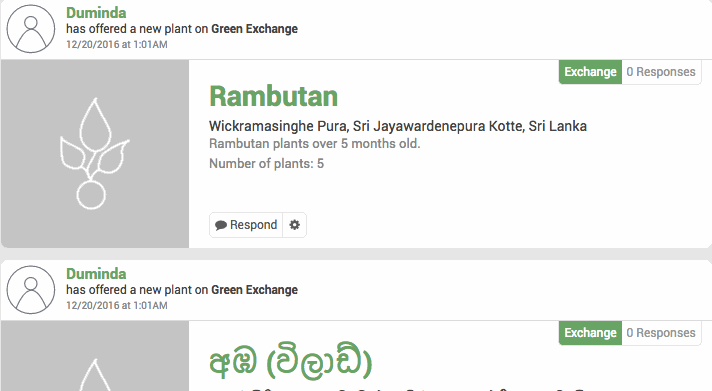 Duminda
has offered a new plant on Green Exchange
12/20/2016 at 1:01AM
Exchange 0 Responses
Rambutan
Wickramasinghe Pura, Sri Jayawardenepura Kotte, Sri Lanka
Rambutan plants over 5 months old.
Number of plants: 5
Respond
Duminda
has offered a new plant on Green Exchange
12/20/2016 at 1:01AM
Exchange 0 Responses
අඹ (විලාඩ්)